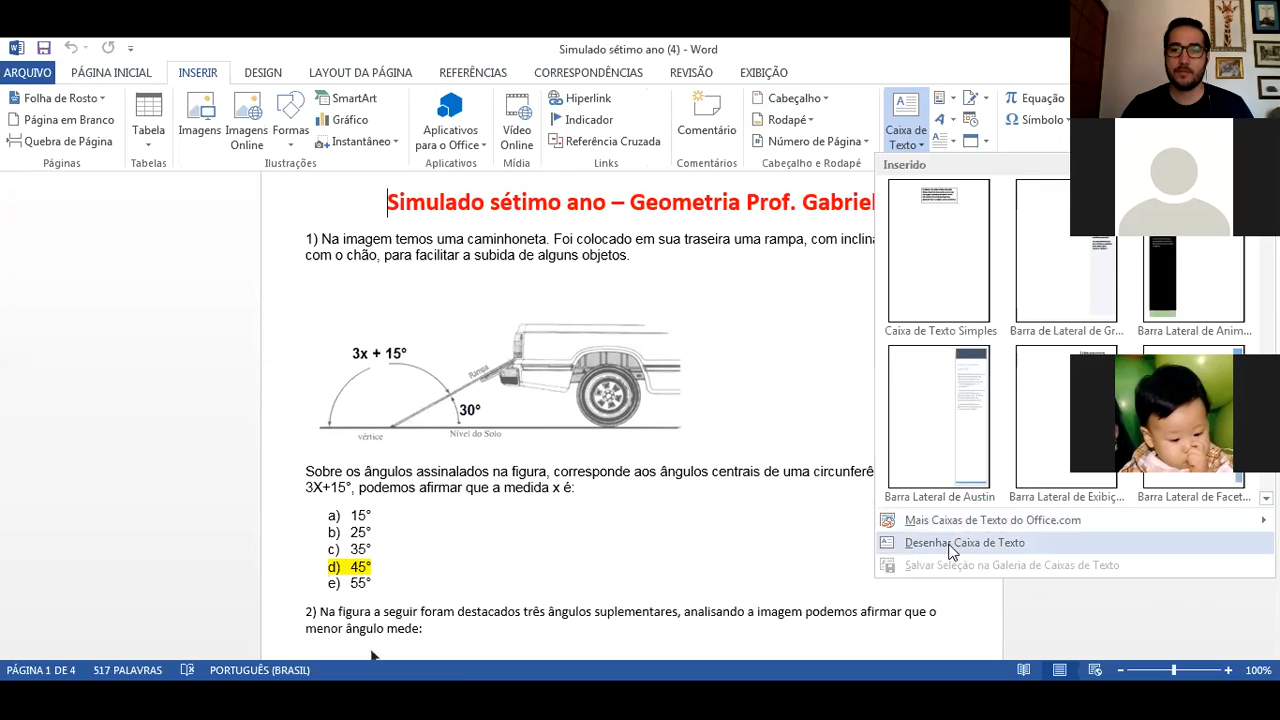 Simulado sétimo ano (4) - Word
ARQUIVO PÁGINA INICIAL INSERIR DESIGN LAYOUT DA PÁGINA REFERÊNCIAS CORRESPONDÊNCIAS REVISÃO EXIBIÇÃO
Folha de Rosto
Página em Branco
Quebra de Página
Páginas
Tabela
Tabelas
Imagens
Imagens Online
Formas
SmartArt
Gráfico
Instantâneo
Ilustrações
Aplicativos para o Office
Aplicativos
Vídeo Online
Mídia
Hiperlink
Indicador
Referência Cruzada
Links
Comentário
Comentários
Cabeçalho
Rodapé
Número de Página
Cabeçalho e Rodapé
Caixa de Texto
Equação
Símbolo
Inserido
Caixa de Texto Simples
Barra de Lateral de Gr...
Barra Lateral de Anim...
Barra Lateral de Austin
Barra Lateral de Exibiç...
Barra Lateral de Facet...
Mais Caixas de Texto do Office.com
Desenhar Caixa de Texto
Salvar Seleção na Galeria de Caixas de Texto
Simulado sétimo ano – Geometria Prof. Gabriel
1) Na imagem temos uma caminhoneta. Foi colocado em sua traseira uma rampa, com inclina
com o chão, para facilitar a subida de alguns objetos.
3x + 15°
Rampa
30°
vértice
Nível do Solo
Sobre os ângulos assinalados na figura, corresponde aos ângulos centrais de uma circunferê
3X+15°, podemos afirmar que a medida x é:
a) 15°
b) 25°
c) 35°
d) 45°
e) 55°
2) Na figura a seguir foram destacados três ângulos suplementares, analisando a imagem podemos afirmar que o
menor ângulo mede:
PÁGINA 1 DE 4 517 PALAVRAS PORTUGUÊS (BRASIL) 100%